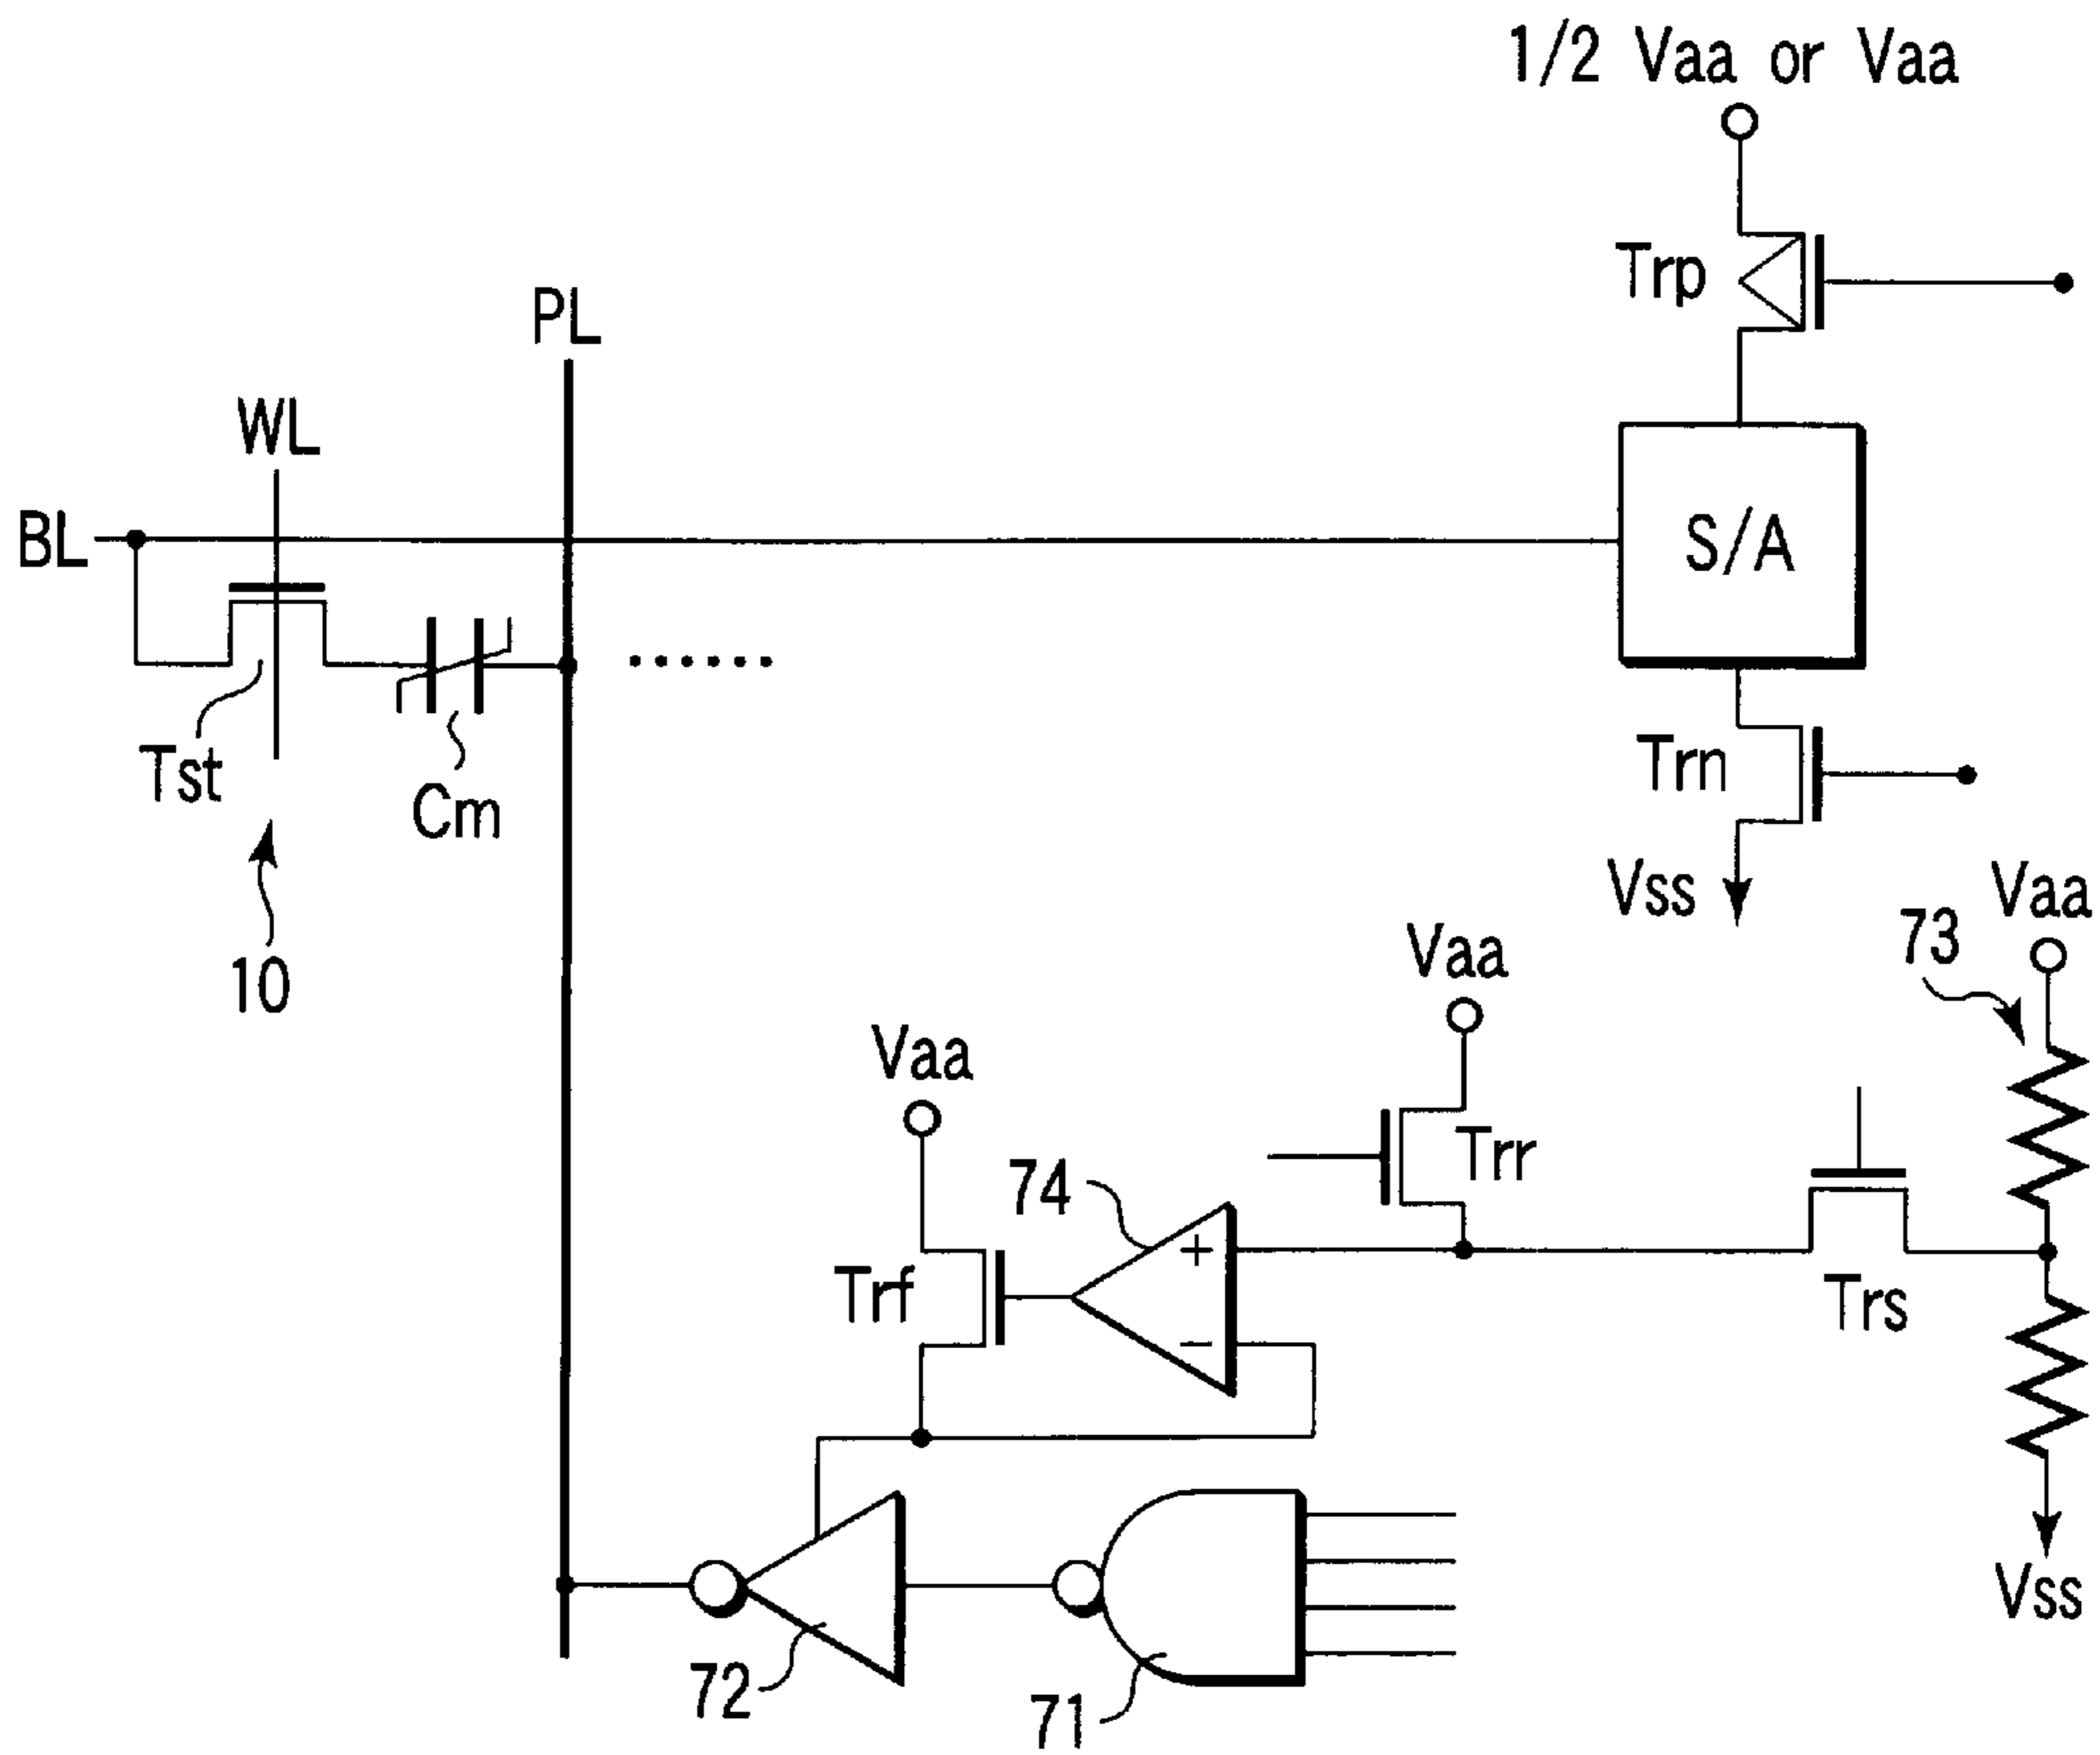 1/2 Vaa or Vaa
Trp
PL
WL
BL
S/A
Tst
Cm
Trn
10
Vss
Vaa
73
Vaa
Vaa
74
Trr
+
Trf
Trs
−
72
71
Vss